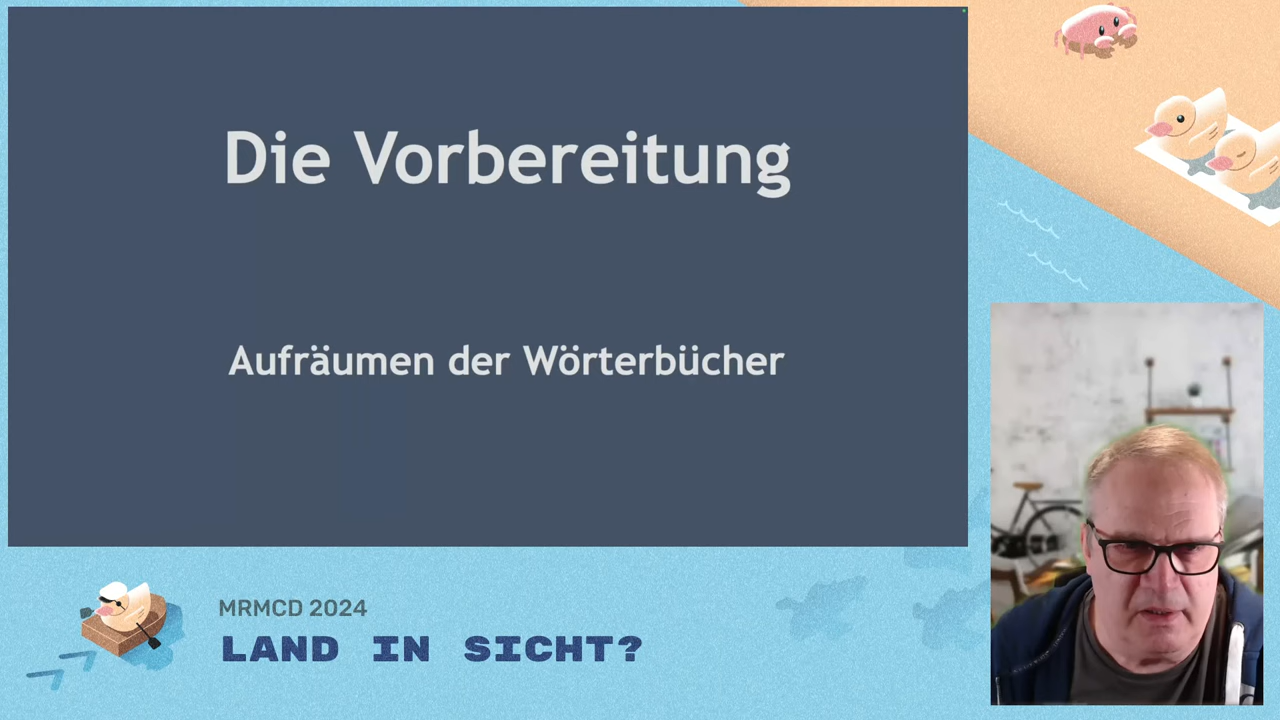 Die Vorbereitung
Aufräumen der Wörterbücher
MRMCD 2024
LAND IN SICHT?